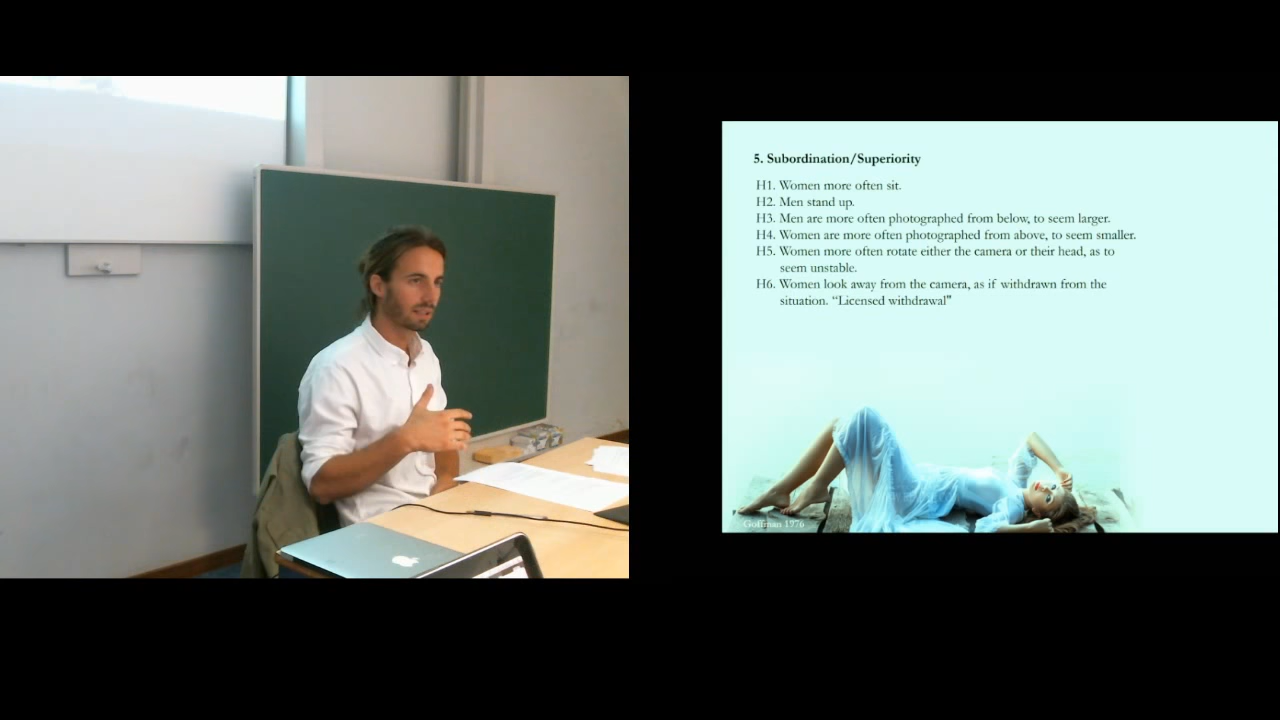 5. Subordination/Superiority
H1. Women more often sit.
H2. Men stand up.
H3. Men are more often photographed from below, to seem larger.
H4. Women are more often photographed from above, to seem smaller.
H5. Women more often rotate either the camera or their head, as to
seem unstable.
H6. Women look away from the camera, as if withdrawn from the
situation. “Licensed withdrawal”
Goffman 1976